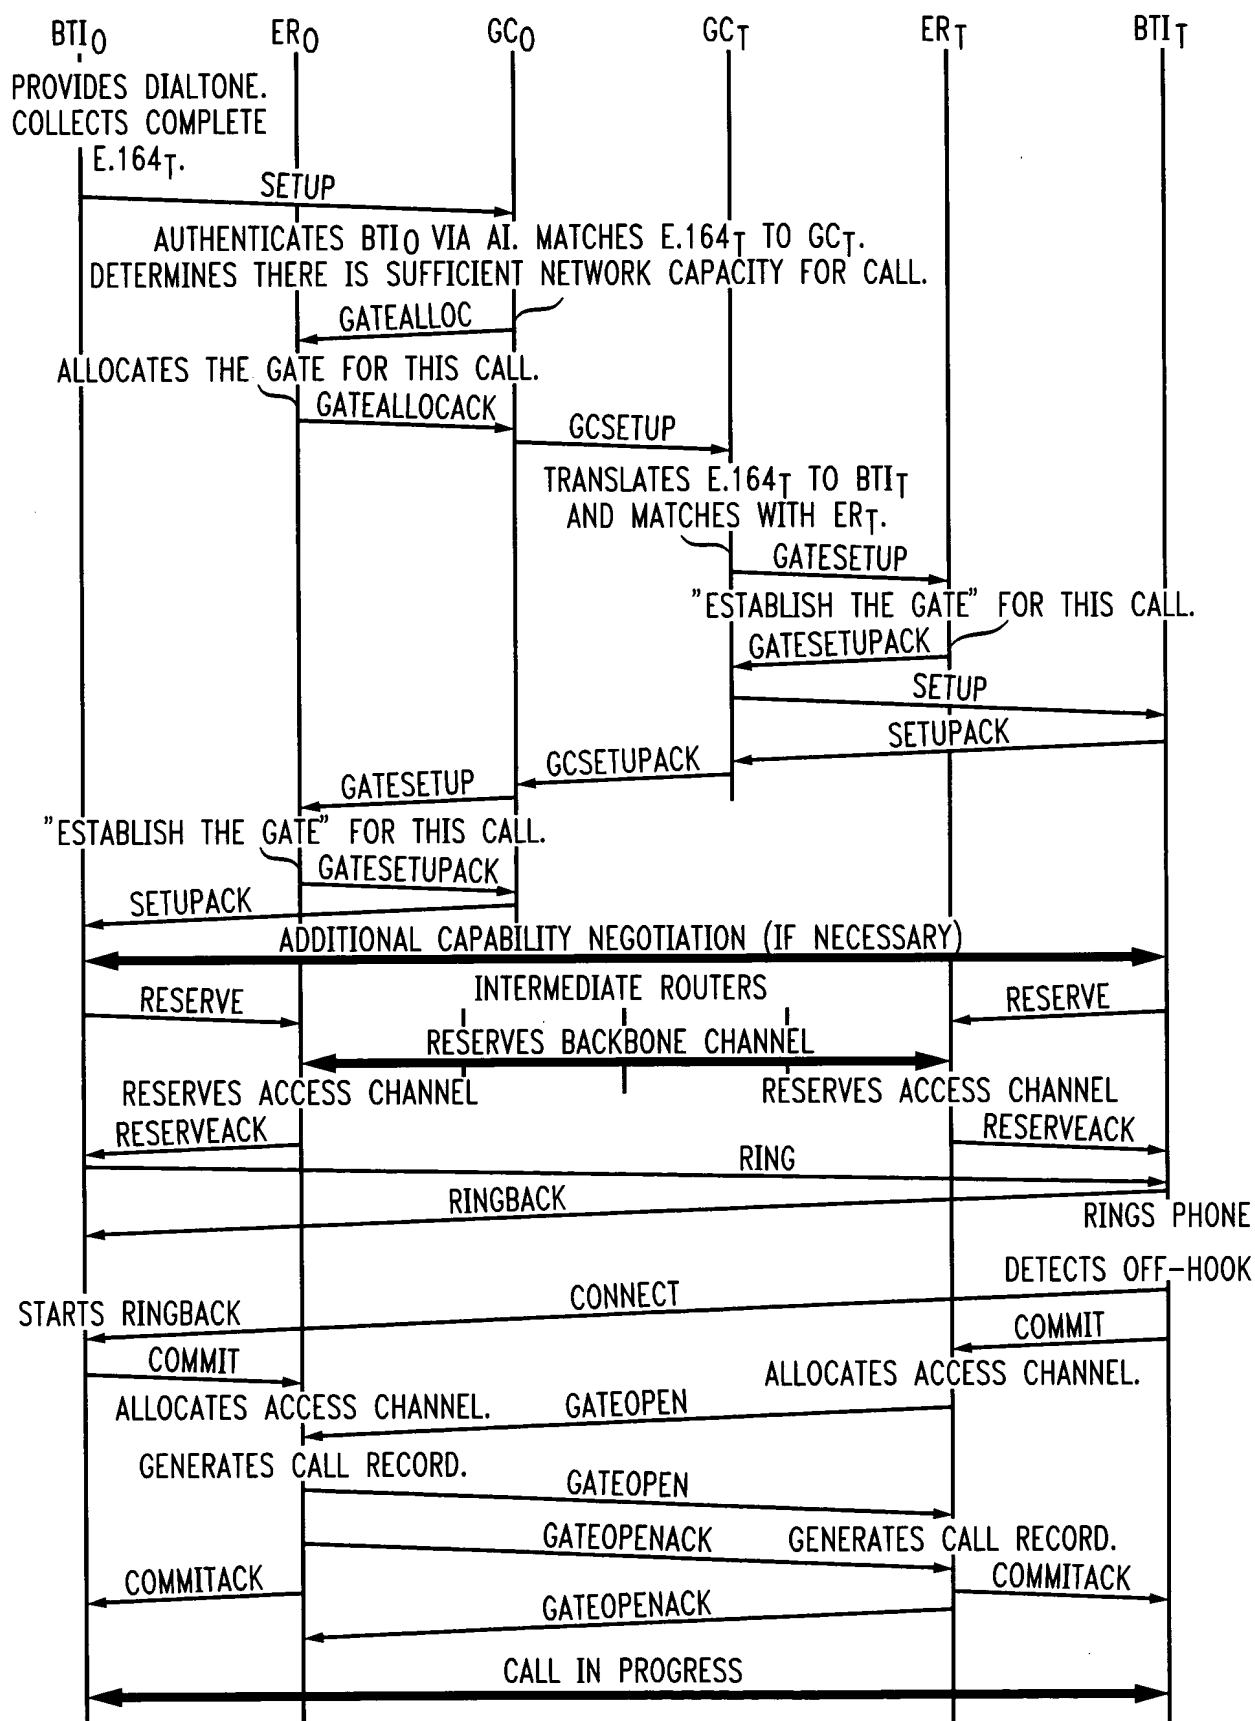 BTIO ERO GCO GCT ERT BTIT
PROVIDES DIALTONE.
COLLECTS COMPLETE
E.164T.
SETUP
AUTHENTICATES BTIO VIA AI. MATCHES E.164T TO GCT.
DETERMINES THERE IS SUFFICIENT NETWORK CAPACITY FOR CALL.
GATEALLOC
ALLOCATES THE GATE FOR THIS CALL.
GATEALLOCACK
GCSETUP
TRANSLATES E.164T TO BTIT
AND MATCHES WITH ERT.
GATESETUP
"ESTABLISH THE GATE" FOR THIS CALL.
GATESETUPACK
SETUP
SETUPACK
GCSETUPACK
GATESETUP
"ESTABLISH THE GATE" FOR THIS CALL.
GATESETUPACK
SETUPACK
ADDITIONAL CAPABILITY NEGOTIATION (IF NECESSARY)
INTERMEDIATE ROUTERS
RESERVE RESERVE
RESERVES BACKBONE CHANNEL
RESERVES ACCESS CHANNEL RESERVES ACCESS CHANNEL
RESERVEACK RESERVEACK
RING
RINGBACK
RINGS PHONE
DETECTS OFF-HOOK
CONNECT
STARTS RINGBACK
COMMIT
COMMIT
ALLOCATES ACCESS CHANNEL.
ALLOCATES ACCESS CHANNEL.
GATEOPEN
GENERATES CALL RECORD.
GATEOPEN
GATEOPENACK GENERATES CALL RECORD.
COMMITACK COMMITACK
GATEOPENACK
CALL IN PROGRESS